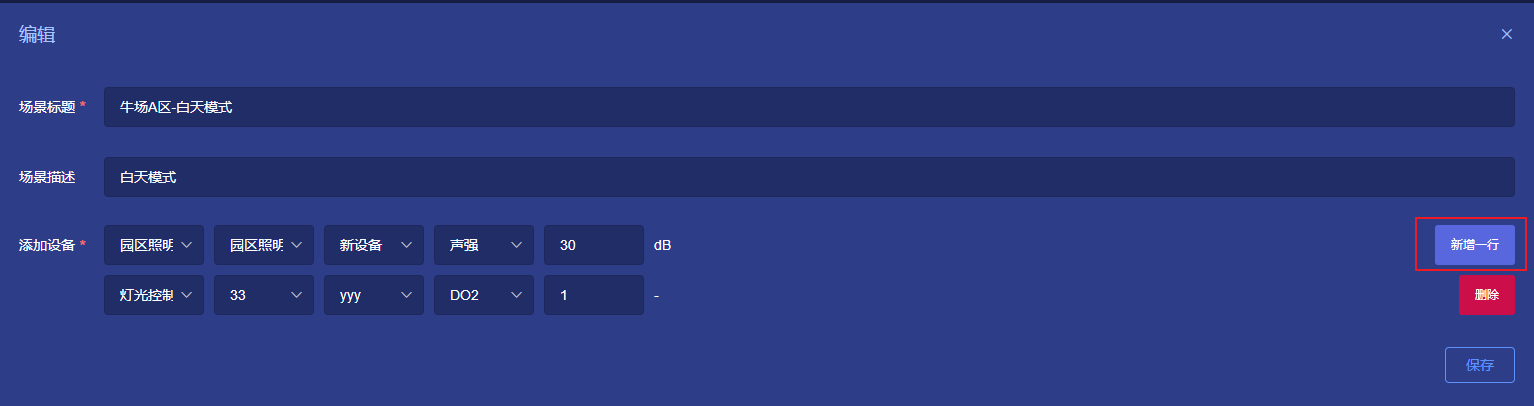 编辑
场景标题 * 牛场A区-白天模式
场景描述 白天模式
添加设备 * 园区照明 园区照明 新设备 声强 30 dB 新增一行
灯光控制 33 yyy DO2 1 - 删除
保存